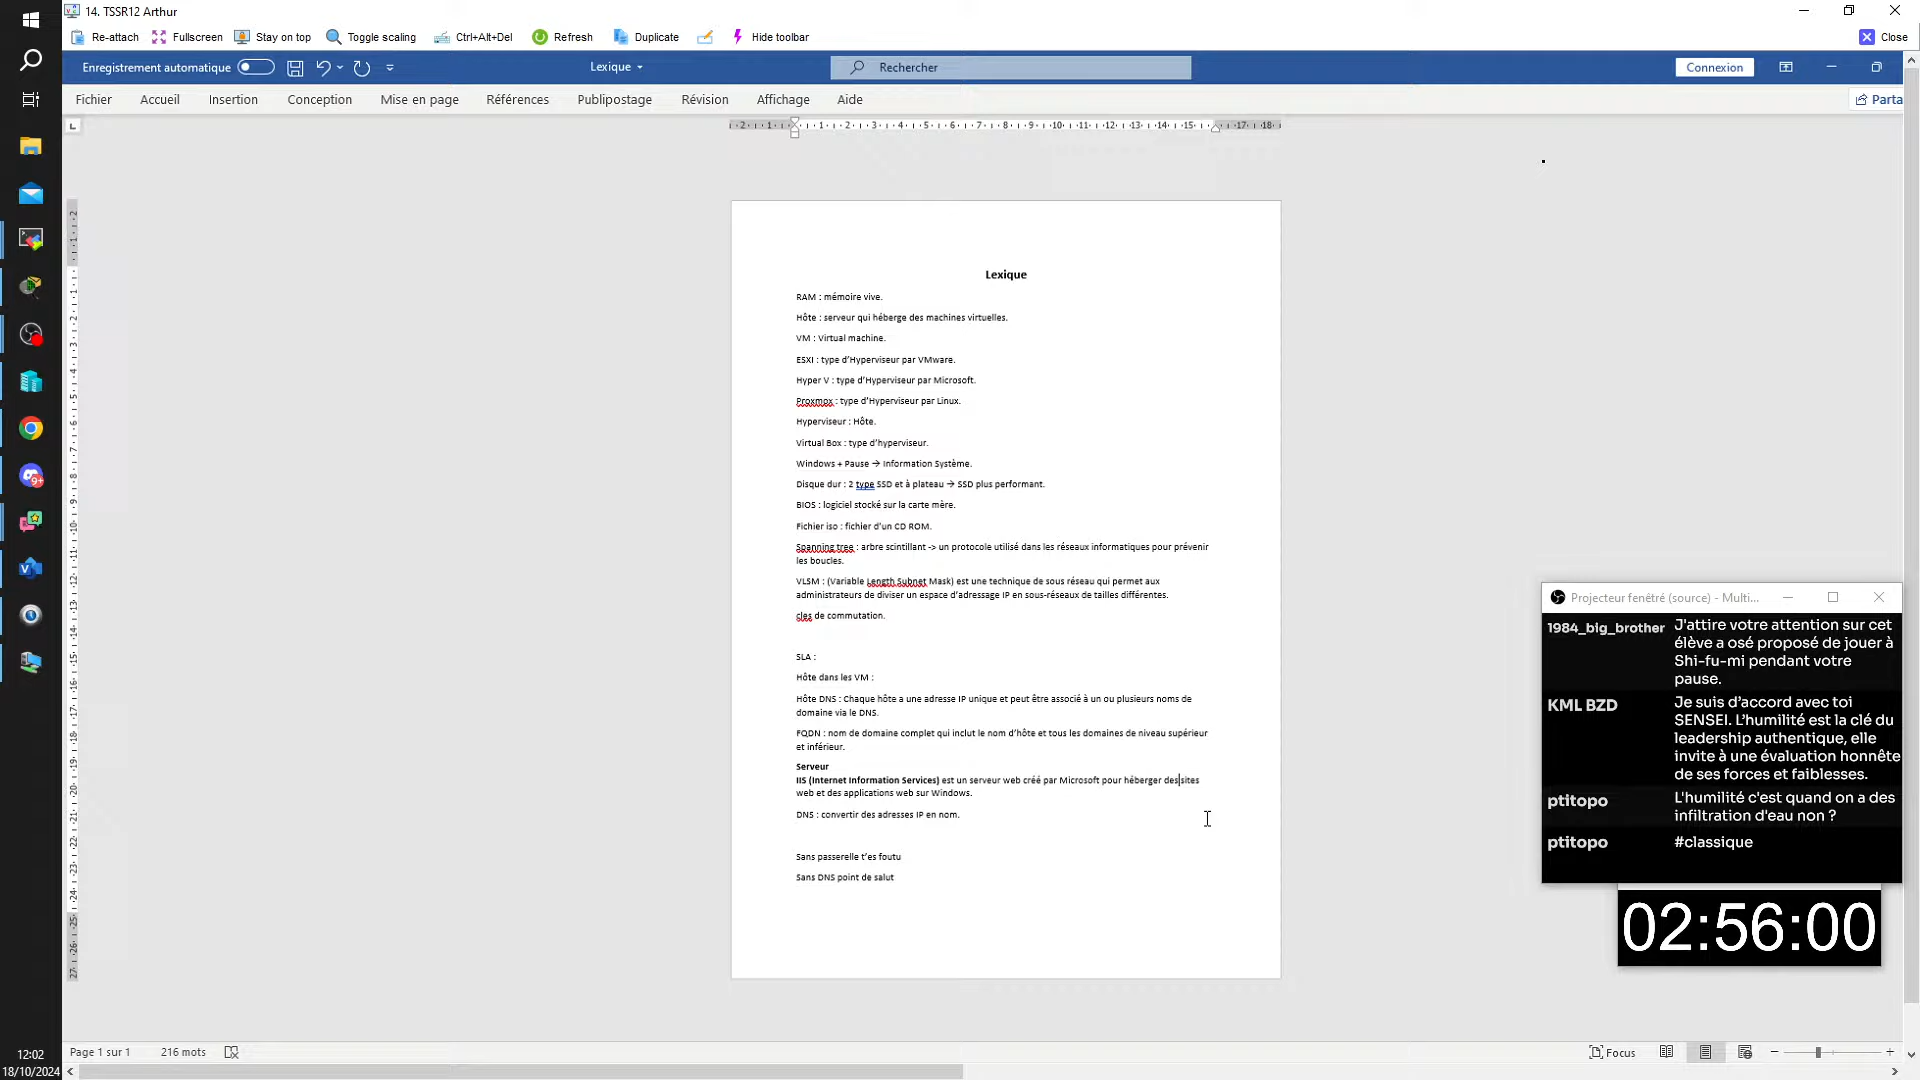 14. TSSR12 Arthur
Re-attach Fullscreen Stay on top Toggle scaling Ctrl+Alt+Del Refresh Duplicate Hide toolbar Close
Enregistrement automatique Lexique Rechercher Connexion
Fichier Accueil Insertion Conception Mise en page Références Publipostage Révision Affichage Aide Parta
Lexique
RAM : mémoire vive.
Hôte : serveur qui héberge des machines virtuelles.
VM : Virtual machine.
ESXI : type d'Hyperviseur par VMware.
Hyper V : type d'Hyperviseur par Microsoft.
Proxmox : type d'Hyperviseur par Linux.
Hyperviseur : Hôte.
Virtual Box : type d'hyperviseur.
Windows + Pause → Information Système.
Disque dur : 2 type SSD et à plateau → SSD plus performant.
BIOS : logiciel stocké sur la carte mère.
Fichier iso : fichier d'un CD ROM.
Spanning tree : arbre scintillant -> un protocole utilisé dans les réseaux informatiques pour prévenir
les boucles.
VLSM : (Variable Length Subnet Mask) est une technique de sous réseau qui permet aux
administrateurs de diviser un espace d'adressage IP en sous-réseaux de tailles différentes.
cles de commutation.
SLA :
Hôte dans les VM :
Hôte DNS : Chaque hôte a une adresse IP unique et peut être associé à un ou plusieurs noms de
domaine via le DNS.
FQDN : nom de domaine complet qui inclut le nom d'hôte et tous les domaines de niveau supérieur
et inférieur.
Serveur
IIS (Internet Information Services) est un serveur web créé par Microsoft pour héberger des sites
web et des applications web sur Windows.
DNS : convertir des adresses IP en nom.
Sans passerelle t'es foutu
Sans DNS point de salut
Projecteur fenêtré (source) - Multi...
1984_big_brother J'attire votre attention sur cet
élève a osé proposé de jouer à
Shi-fu-mi pendant votre
pause.
KML BZD Je suis d'accord avec toi
SENSEI. L'humilité est la clé du
leadership authentique, elle
invite à une évaluation honnête
de ses forces et faiblesses.
ptitopo L'humilité c'est quand on a des
infiltration d'eau non ?
ptitopo #classique
02:56:00
Page 1 sur 1 216 mots Focus
12:02
18/10/2024